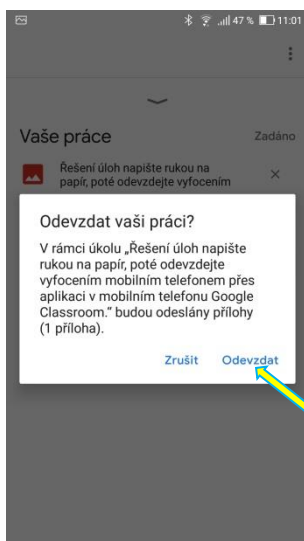 47 % 11:01
Vaše práce Zadáno
Řešení úloh napište rukou na
papír, poté odevzdejte vyfocením
Odevzdat vaši práci?
V rámci úkolu „Řešení úloh napište
rukou na papír, poté odevzdejte
vyfocením mobilním telefonem přes
aplikaci v mobilním telefonu Google
Classroom.“ budou odeslány přílohy
(1 příloha).
Zrušit Odevzdat